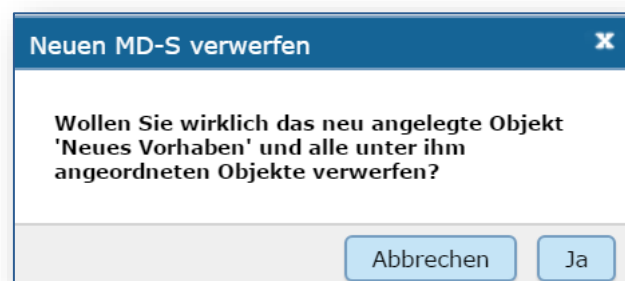 Neuen MD-S verwerfen x
Wollen Sie wirklich das neu angelegte Objekt
'Neues Vorhaben' und alle unter ihm
angeordneten Objekte verwerfen?
Abbrechen Ja